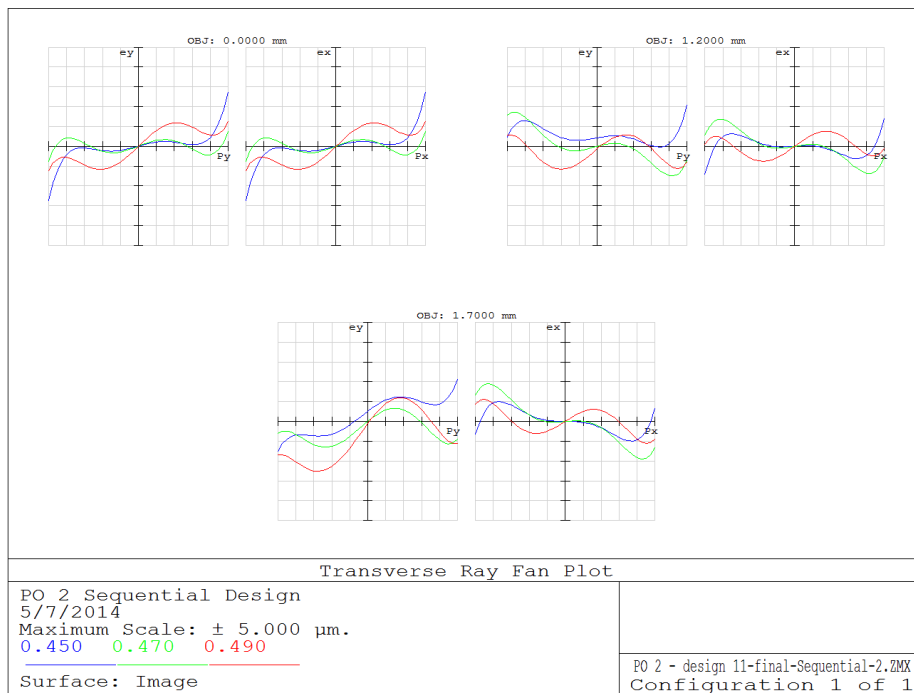 OBJ: 0.0000 mm
ey
ex
Py
Px
OBJ: 1.2000 mm
ey
ex
Py
Px
OBJ: 1.7000 mm
ey
ex
Py
Px
Transverse Ray Fan Plot
PO 2 Sequential Design
5/7/2014
Maximum Scale: ± 5.000 µm.
0.450 0.470 0.490
Surface: Image
PO 2 - design 11-final-Sequential-2.ZMX
Configuration 1 of 1